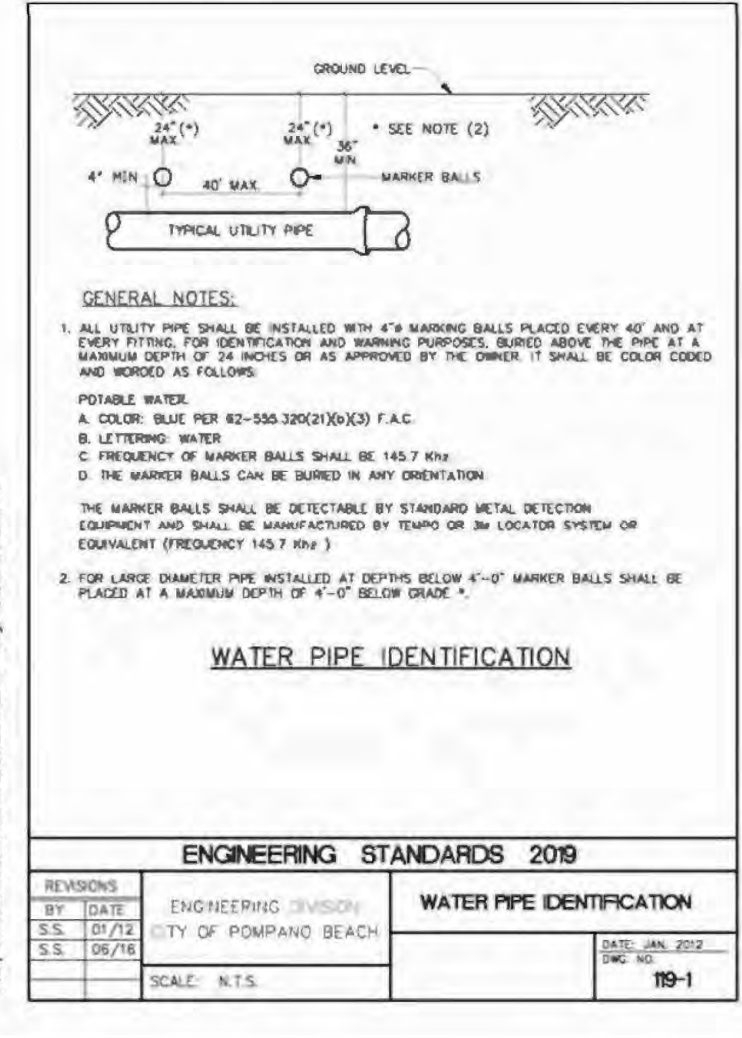 GROUND LEVEL
24"(*)
MAX.
24"(*)
MAX.
* SEE NOTE (2)
36"
MIN.
4" MIN
40' MAX.
MARKER BALLS
TYPICAL UTILITY PIPE
GENERAL NOTES:
1. ALL UTILITY PIPE SHALL BE INSTALLED WITH 4"ø MARKING BALLS PLACED EVERY 40' AND AT
EVERY FITTING, FOR IDENTIFICATION AND WARNING PURPOSES, BURIED ABOVE THE PIPE AT A
MAXIMUM DEPTH OF 24 INCHES OR AS APPROVED BY THE OWNER. IT SHALL BE COLOR CODED
AND WORDED AS FOLLOWS:
POTABLE WATER
A. COLOR: BLUE PER 62-555.320(21)(b)(3) F.A.C.
B. LETTERING: WATER
C. FREQUENCY OF MARKER BALLS SHALL BE 145.7 Khz
D. THE MARKER BALLS CAN BE BURIED IN ANY ORIENTATION
THE MARKER BALLS SHALL BE DETECTABLE BY STANDARD METAL DETECTION
EQUIPMENT AND SHALL BE MANUFACTURED BY TEMPO OR 3M LOCATOR SYSTEM OR
EQUIVALENT (FREQUENCY 145.7 Khz )
2. FOR LARGE DIAMETER PIPE INSTALLED AT DEPTHS BELOW 4'-0" MARKER BALLS SHALL BE
PLACED AT A MAXIMUM DEPTH OF 4'-0" BELOW GRADE *.
WATER PIPE IDENTIFICATION
ENGINEERING STANDARDS 2019
REVISIONS
BY DATE
S.S. 01/12
S.S. 06/16
ENGINEERING DIVISION
CITY OF POMPANO BEACH
SCALE: N.T.S.
WATER PIPE IDENTIFICATION
DATE: JAN. 2012
DWG. NO.
119-1